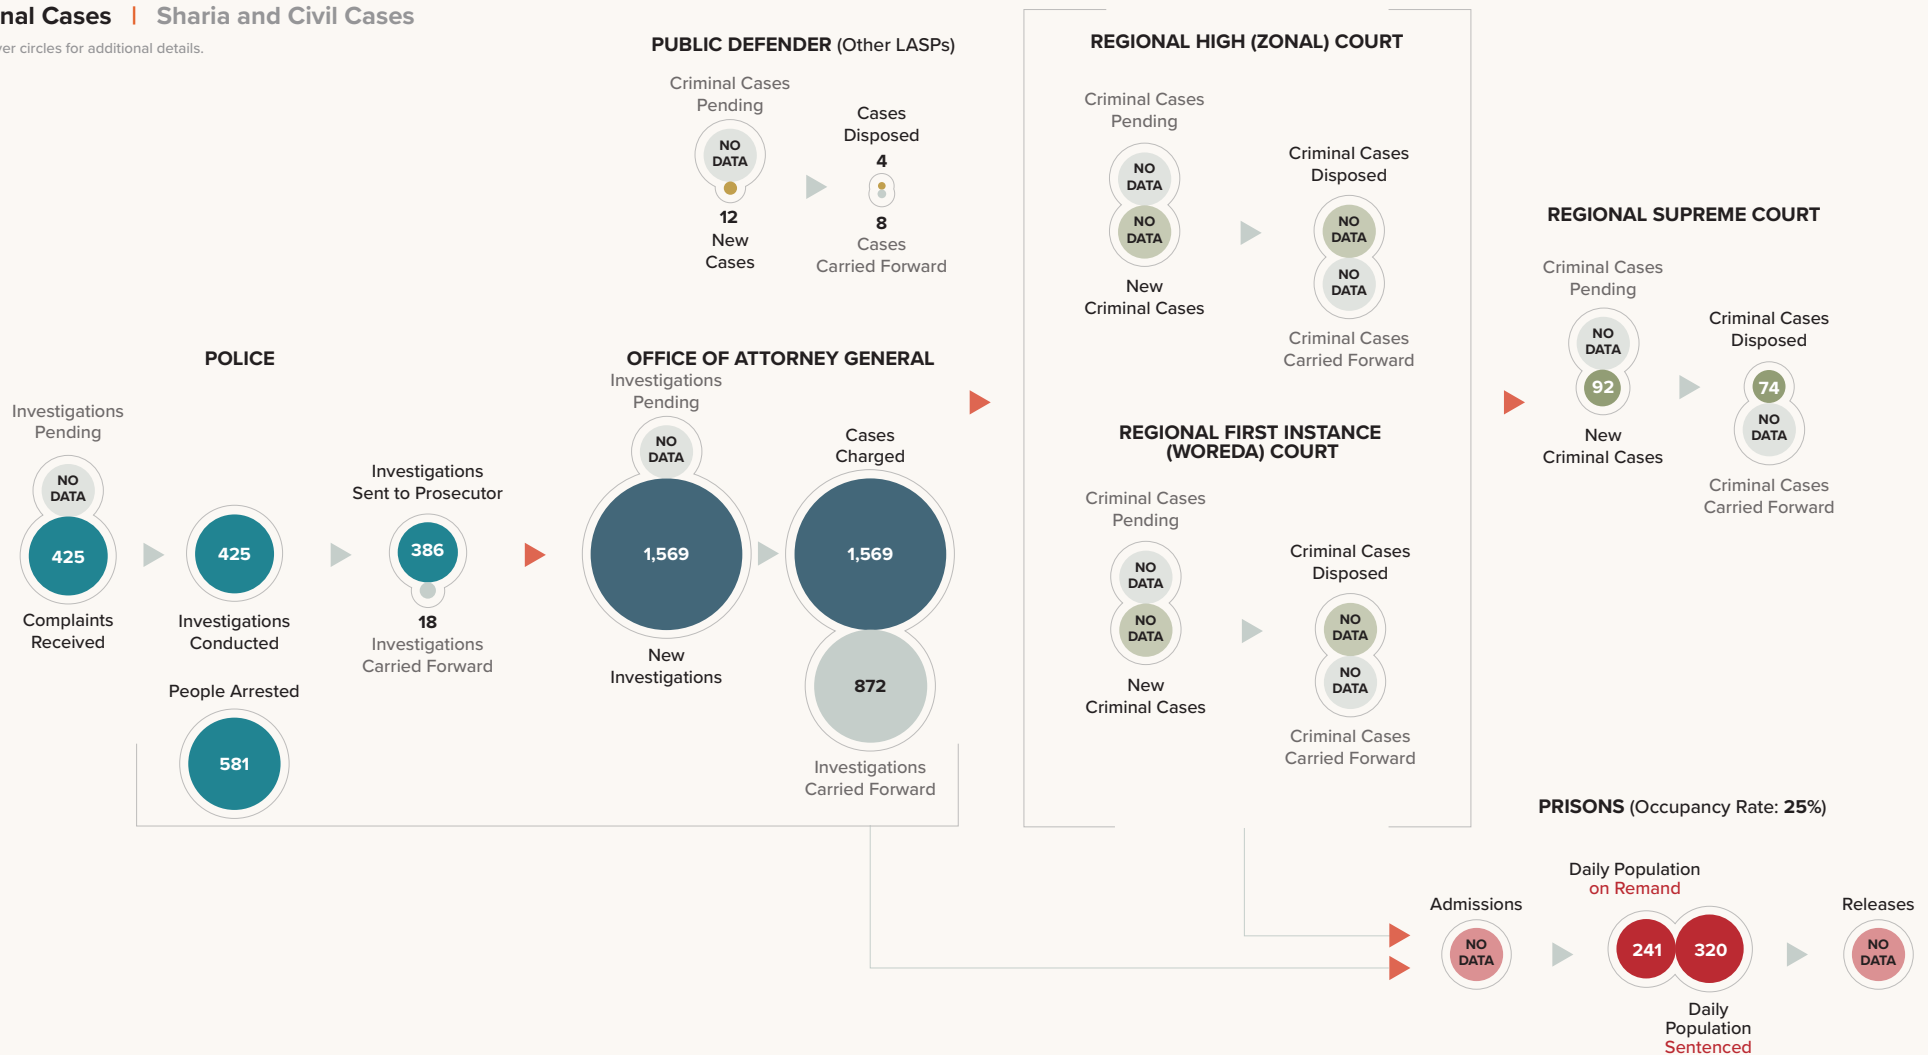 nal Cases | Sharia and Civil Cases
er circles for additional details.
PUBLIC DEFENDER (Other LASPs)
Criminal Cases
Pending
NO
DATA
12
New
Cases
Cases
Disposed
4
8
Cases
Carried Forward
POLICE
Investigations
Pending
NO
DATA
425
Complaints
Received
425
Investigations
Conducted
People Arrested
581
Investigations
Sent to Prosecutor
386
18
Investigations
Carried Forward
OFFICE OF ATTORNEY GENERAL
Investigations
Pending
NO
DATA
1,569
New
Investigations
Cases
Charged
1,569
872
Investigations
Carried Forward
REGIONAL HIGH (ZONAL) COURT
Criminal Cases
Pending
NO
DATA
NO
DATA
New
Criminal Cases
Criminal Cases
Disposed
NO
DATA
NO
DATA
Criminal Cases
Carried Forward
REGIONAL FIRST INSTANCE
(WOREDA) COURT
Criminal Cases
Pending
NO
DATA
NO
DATA
New
Criminal Cases
Criminal Cases
Disposed
NO
DATA
NO
DATA
Criminal Cases
Carried Forward
REGIONAL SUPREME COURT
Criminal Cases
Pending
NO
DATA
92
New
Criminal Cases
Criminal Cases
Disposed
74
NO
DATA
Criminal Cases
Carried Forward
PRISONS (Occupancy Rate: 25%)
Admissions
NO
DATA
Daily Population
on Remand
241
320
Daily
Population
Sentenced
Releases
NO
DATA